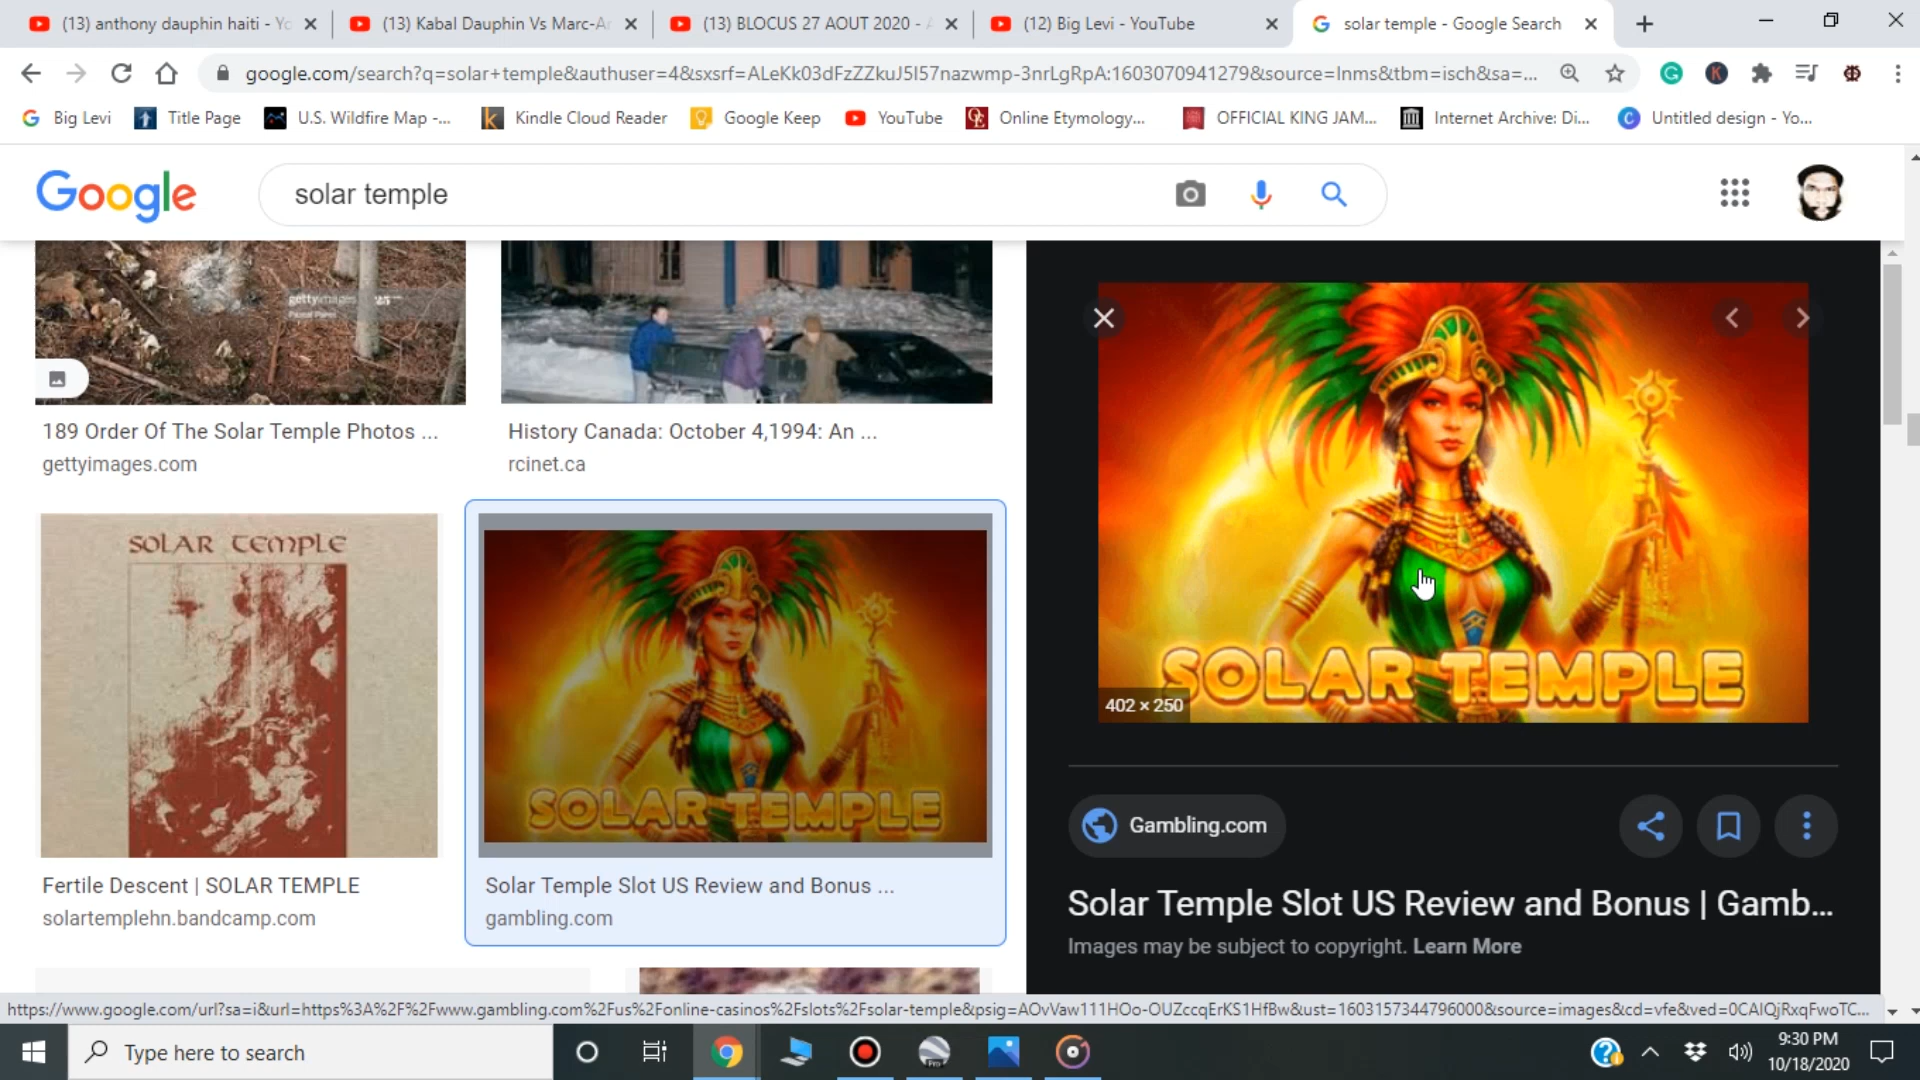 (13) anthony dauphin haiti - Yo
(13) Kabal Dauphin Vs Marc-Ar
(13) BLOCUS 27 AOUT 2020 - A
(12) Big Levi - YouTube
solar temple - Google Search
google.com/search?q=solar+temple&authuser=4&sxsrf=ALeKk03dFzZZkuJ5I57nazwmp-3nrLgRpA:1603070941279&source=lnms&tbm=isch&sa=...
Big Levi
Title Page
U.S. Wildfire Map -...
Kindle Cloud Reader
Google Keep
YouTube
Online Etymology...
OFFICIAL KING JAM...
Internet Archive: Di...
Untitled design - Yo...
Google
solar temple
gettyimages
189 Order Of The Solar Temple Photos ...
gettyimages.com
History Canada: October 4,1994: An ...
rcinet.ca
SOLAR TEMPLE
Fertile Descent | SOLAR TEMPLE
solartemplehn.bandcamp.com
SOLAR TEMPLE
Solar Temple Slot US Review and Bonus ...
gambling.com
SOLAR TEMPLE
402 × 250
Gambling.com
Solar Temple Slot US Review and Bonus | Gamb...
Images may be subject to copyright. Learn More
https://www.google.com/url?sa=i&url=https%3A%2F%2Fwww.gambling.com%2Fus%2Fonline-casinos%2Fslots%2Fsolar-temple&psig=AOvVaw111HOo-OUZccqErKS1HfBw&ust=1603157344796000&source=images&cd=vfe&ved=0CAIQjRxqFwoTC...
Type here to search
9:30 PM
10/18/2020